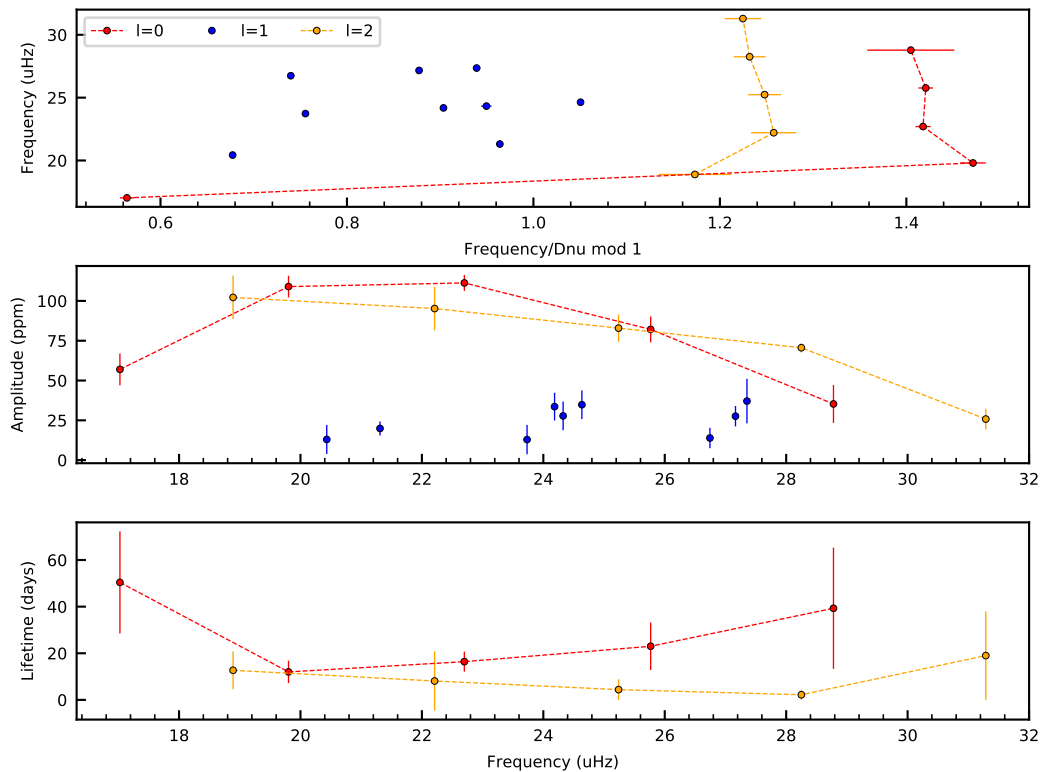 l=0 l=1 l=2
Frequency (uHz)
30
25
20
0.6 0.8 1.0 1.2 1.4
Frequency/Dnu mod 1
Amplitude (ppm)
100
75
50
25
0
18 20 22 24 26 28 30 32
Lifetime (days)
60
40
20
0
18 20 22 24 26 28 30 32
Frequency (uHz)